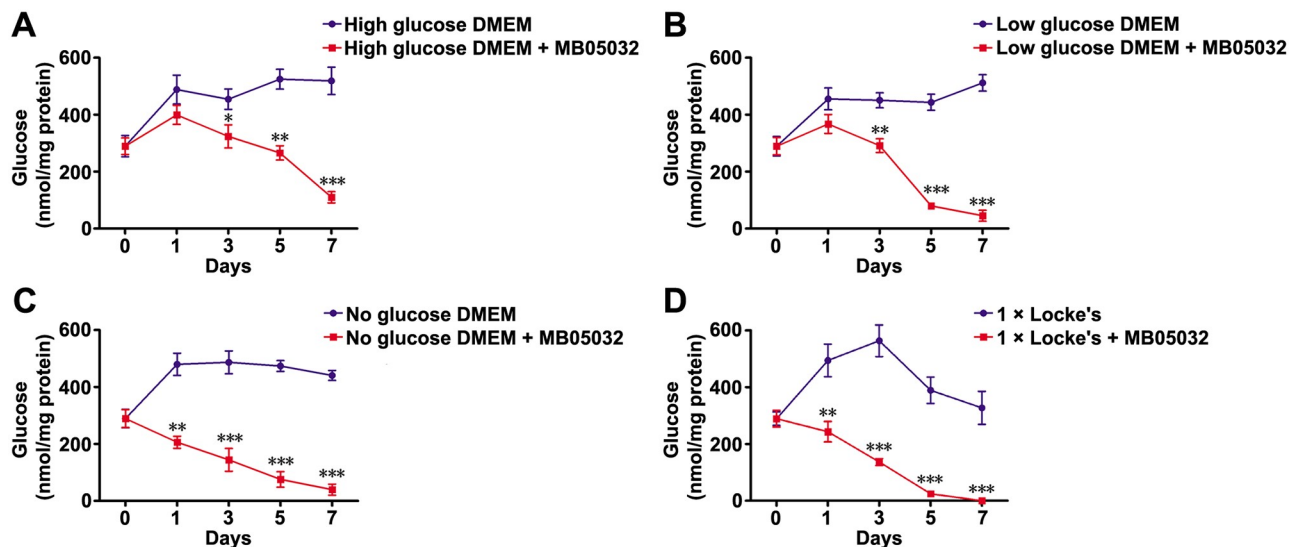 A
High glucose DMEM
High glucose DMEM + MB05032
Glucose
(nmol/mg protein)
600
400
200
0
*
**
***
0 1 3 5 7
Days
B
Low glucose DMEM
Low glucose DMEM + MB05032
Glucose
(nmol/mg protein)
600
400
200
0
**
***
***
0 1 3 5 7
Days
C
No glucose DMEM
No glucose DMEM + MB05032
Glucose
(nmol/mg protein)
600
400
200
0
**
***
***
***
0 1 3 5 7
Days
D
1 × Locke's
1 × Locke's + MB05032
Glucose
(nmol/mg protein)
600
400
200
0
**
***
***
***
0 1 3 5 7
Days